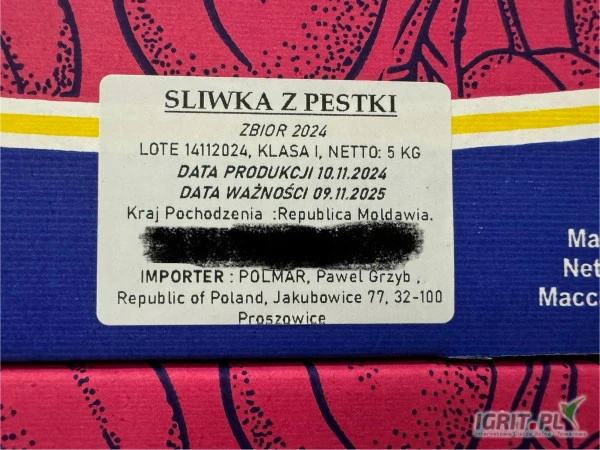 SLIWKA Z PESTKI
ZBIOR 2024
LOTE 14112024, KLASA I, NETTO: 5 KG
DATA PRODUKCJI 10.11.2024
DATA WAŻNOŚCI 09.11.2025
Kraj Pochodzenia :Republica Moldawia.
IMPORTER : POLMAR, Pawel Grzyb ,
Republic of Poland, Jakubowice 77, 32-100
Proszowice
Ma
Net
Macc
IGRIT.PL